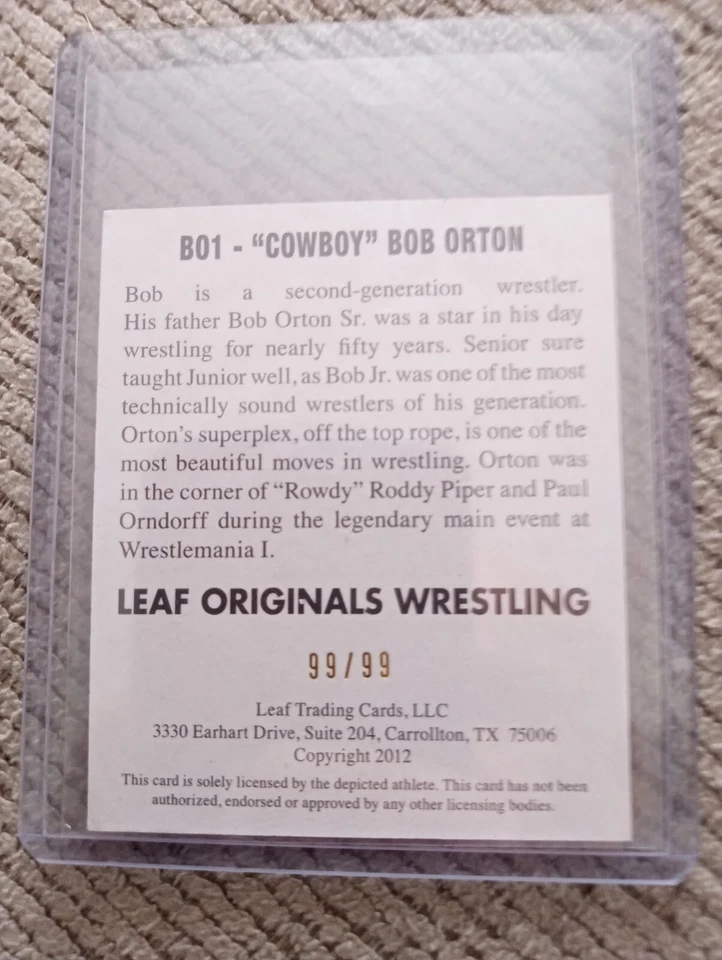 BO1 - “COWBOY” BOB ORTON
Bob is a second-generation wrestler.
His father Bob Orton Sr. was a star in his day
wrestling for nearly fifty years. Senior sure
taught Junior well, as Bob Jr. was one of the most
technically sound wrestlers of his generation.
Orton’s superplex, off the top rope, is one of the
most beautiful moves in wrestling. Orton was
in the corner of “Rowdy” Roddy Piper and Paul
Orndorff during the legendary main event at
Wrestlemania I.
LEAF ORIGINALS WRESTLING
99/99
Leaf Trading Cards, LLC
3330 Earhart Drive, Suite 204, Carrollton, TX 75006
Copyright 2012
This card is solely licensed by the depicted athlete. This card has not been
authorized, endorsed or approved by any other licensing bodies.